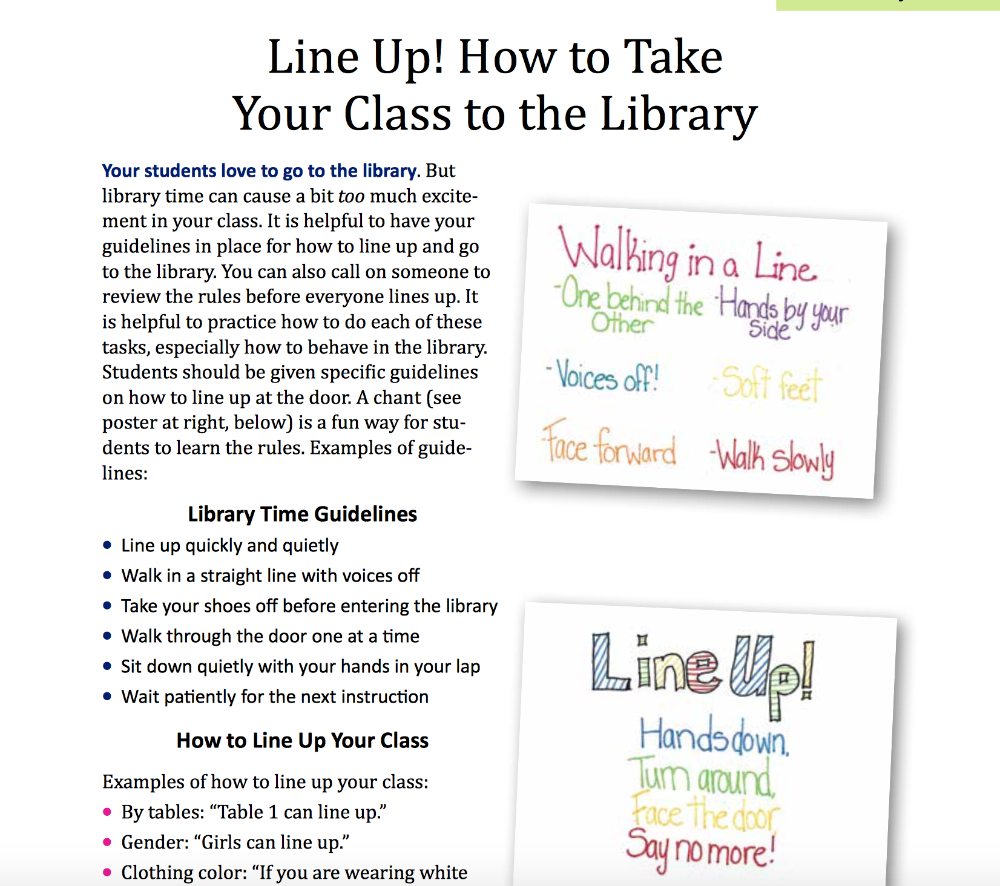 Line Up! How to Take
Your Class to the Library
Your students love to go to the library. But
library time can cause a bit too much excite-
ment in your class. It is helpful to have your
guidelines in place for how to line up and go
to the library. You can also call on someone to
review the rules before everyone lines up. It
is helpful to practice how to do each of these
tasks, especially how to behave in the library.
Students should be given specific guidelines
on how to line up at the door. A chant (see
poster at right, below) is a fun way for stu-
dents to learn the rules. Examples of guide-
lines:
Library Time Guidelines
• Line up quickly and quietly
• Walk in a straight line with voices off
• Take your shoes off before entering the library
• Walk through the door one at a time
• Sit down quietly with your hands in your lap
• Wait patiently for the next instruction
How to Line Up Your Class
Examples of how to line up your class:
• By tables: “Table 1 can line up.”
• Gender: “Girls can line up.”
• Clothing color: “If you are wearing white
Walking in a Line
-One behind the
Other
-Hands by your
Side
-Voices off!
-Soft feet
-Face forward
-Walk slowly
Line Up!
Hands down,
Turn around,
Face the door,
Say no more!